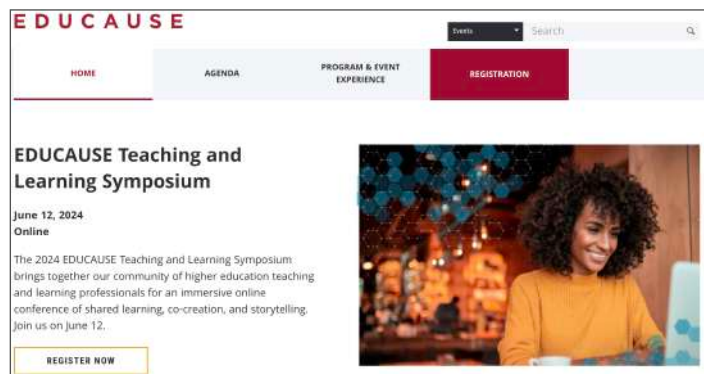 EDUCAUSE
Events
Search
HOME
AGENDA
PROGRAM & EVENT
EXPERIENCE
REGISTRATION
EDUCAUSE Teaching and
Learning Symposium
June 12, 2024
Online
The 2024 EDUCAUSE Teaching and Learning Symposium
brings together our community of higher education teaching
and learning professionals for an immersive online
conference of shared learning, co-creation, and storytelling.
Join us on June 12.
REGISTER NOW